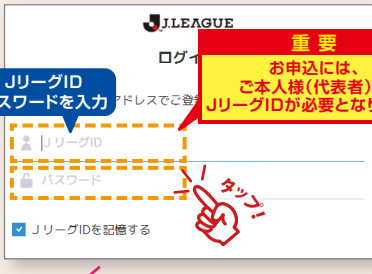 J.LEAGUE
ログイ
重要
お申込には、
ご本人様(代表者)
JリーグIDが必要とな
JリーグID
スワードを入力
アドレスでご登
JリーグID
パスワード
タップ!
JリーグIDを記憶する